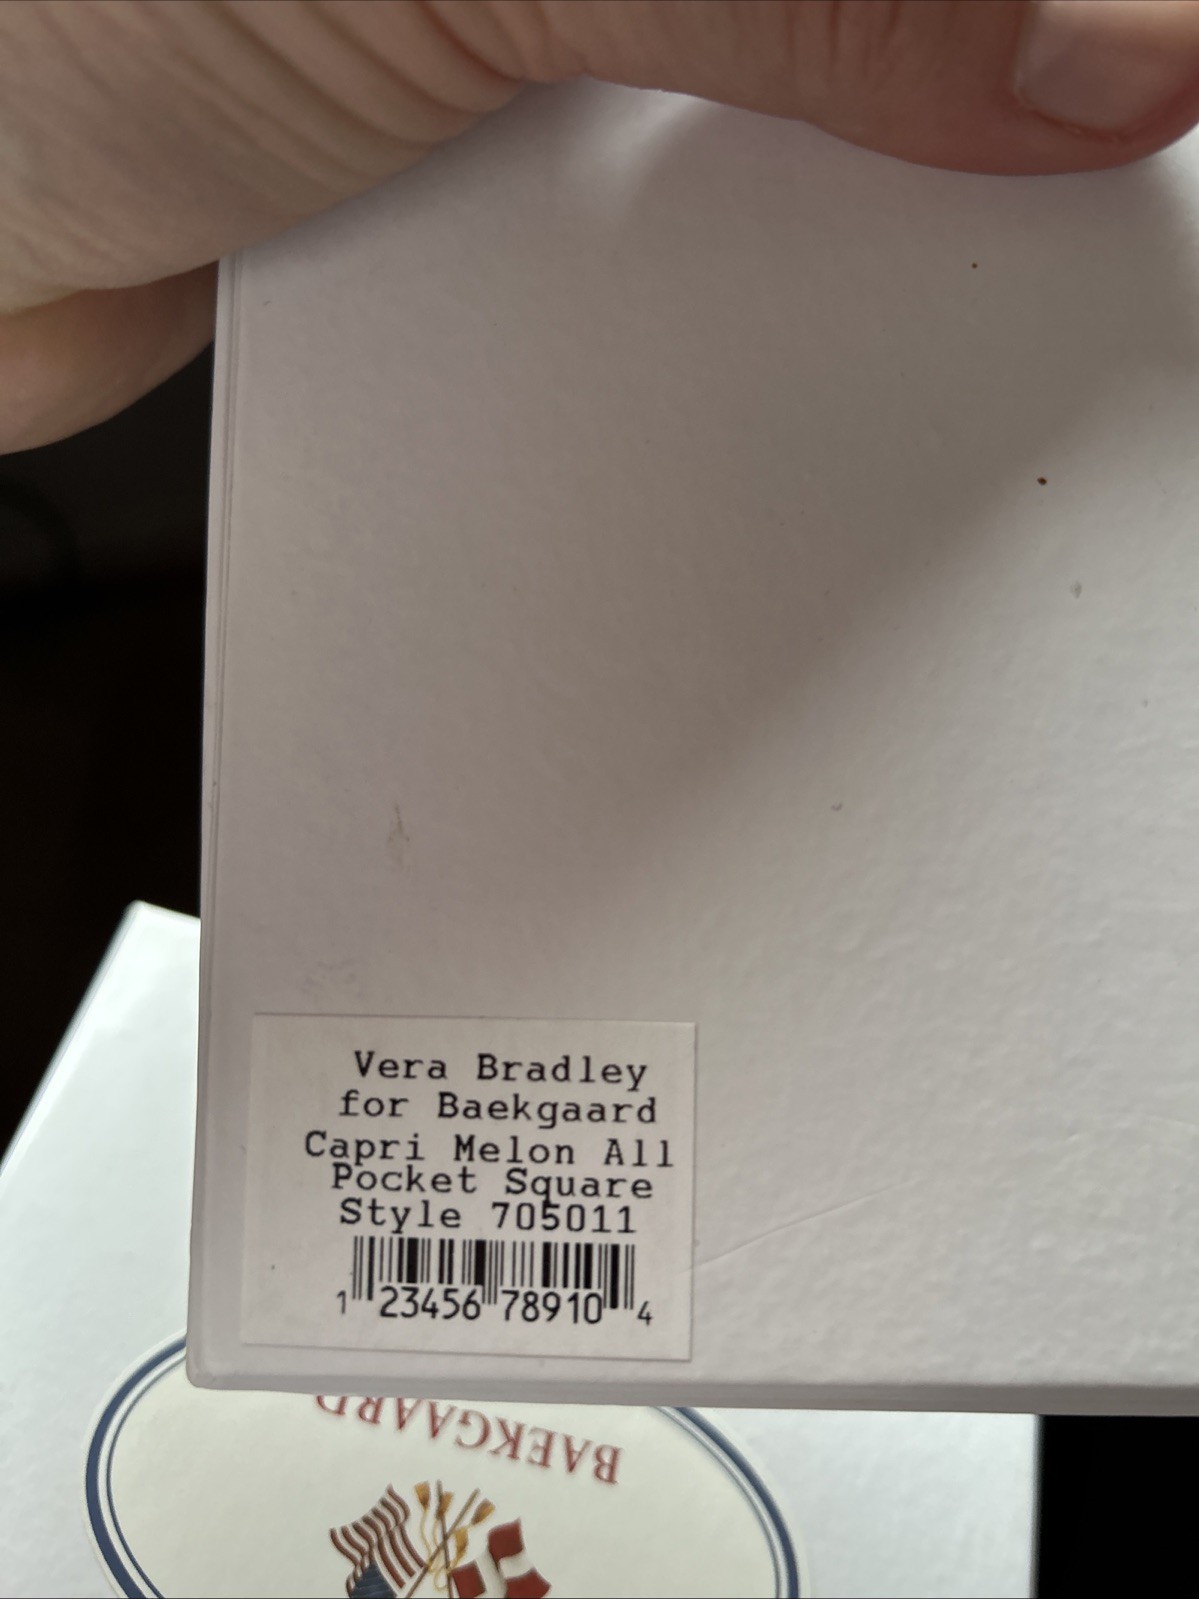 Vera Bradley
for Baekgaard
Capri Melon All
Pocket Square
Style 705011
1 23456 78910 4
BAEKGAARD